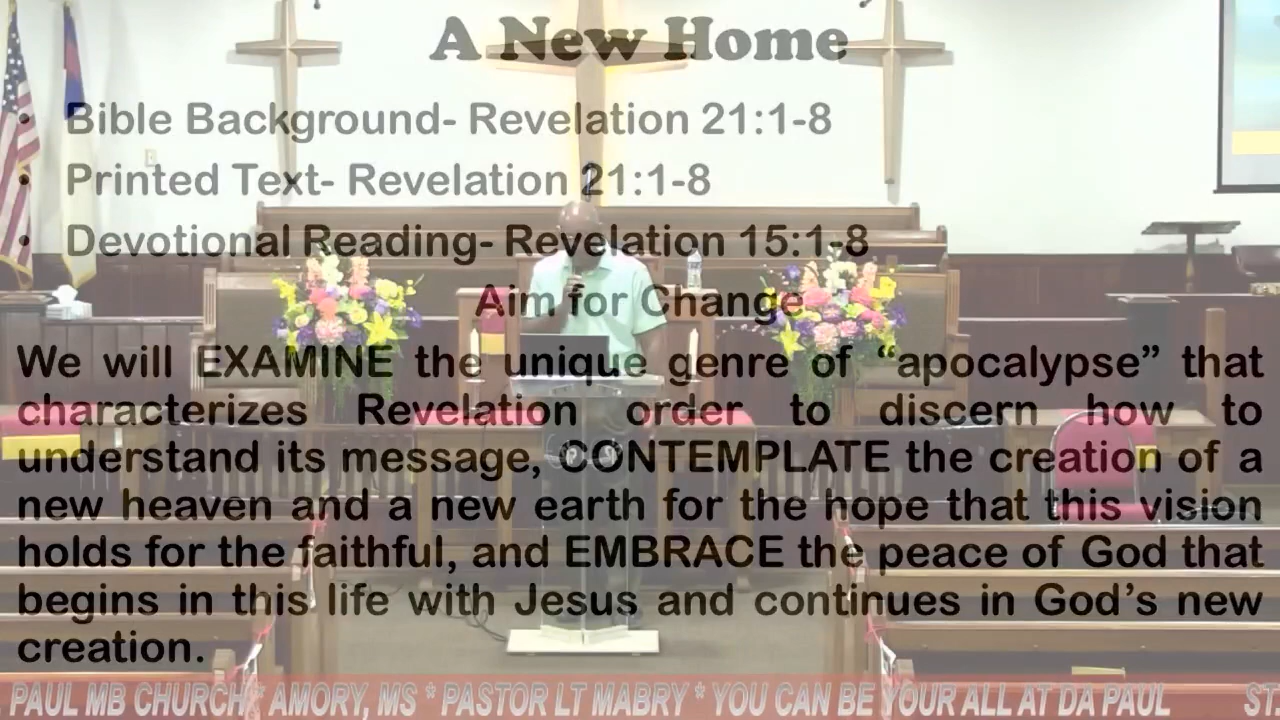 A New Home
• Bible Background- Revelation 21:1-8
• Printed Text- Revelation 21:1-8
• Devotional Reading- Revelation 15:1-8
Aim for Change
We will EXAMINE the unique genre of “apocalypse” that
characterizes Revelation order to discern how to
understand its message, CONTEMPLATE the creation of a
new heaven and a new earth for the hope that this vision
holds for the faithful, and EMBRACE the peace of God that
begins in this life with Jesus and continues in God’s new
creation.
. PAUL MB CHURCH * AMORY, MS * PASTOR LT MABRY * YOU CAN BE YOUR ALL AT DA PAUL ST.